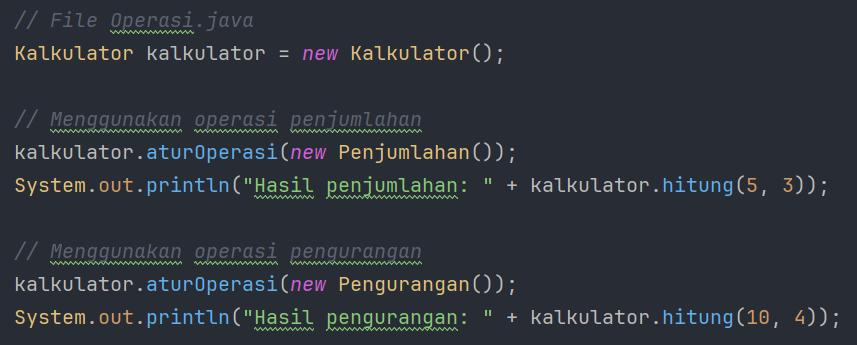 // File Operasi.java
Kalkulator kalkulator = new Kalkulator();
// Menggunakan operasi penjumlahan
kalkulator.aturOperasi(new Penjumlahan());
System.out.println("Hasil penjumlahan: " + kalkulator.hitung(5, 3));
// Menggunakan operasi pengurangan
kalkulator.aturOperasi(new Pengurangan());
System.out.println("Hasil pengurangan: " + kalkulator.hitung(10, 4));